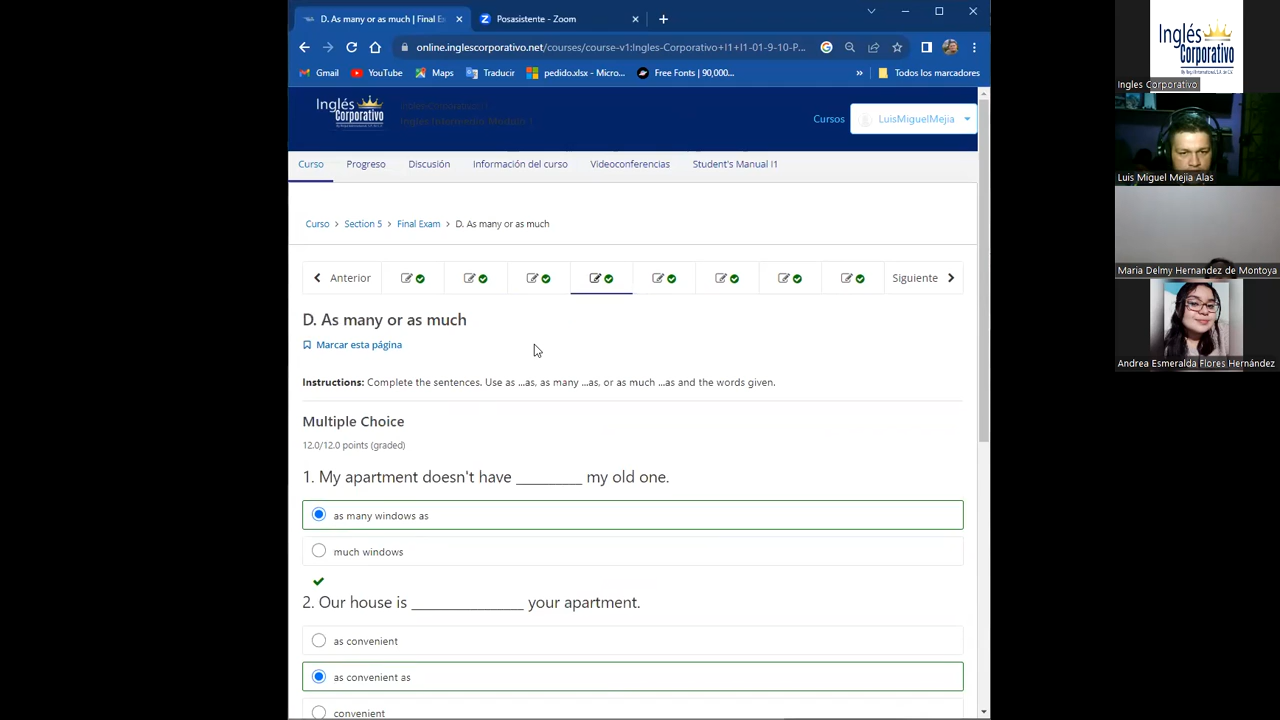 D. As many or as much | Final E
Posasistente - Zoom
online.inglescorporativo.net/courses/course-v1:Ingles-Corporativo+I1+I1-01-9-10-P...
Gmail
YouTube
Maps
Traducir
pedido.xlsx - Micro...
Free Fonts | 90,000...
»
Todos los marcadores
Inglés
Corporativo
Cursos
LuisMiguelMejia
Curso
Progreso
Discusión
Información del curso
Videoconferencias
Student's Manual I1
Curso > Section 5 > Final Exam > D. As many or as much
Anterior
Siguiente
D. As many or as much
Marcar esta página
Instructions: Complete the sentences. Use as ...as, as many ...as, or as much ...as and the words given.
Multiple Choice
12.0/12.0 points (graded)
1. My apartment doesn't have _________ my old one.
as many windows as
much windows
2. Our house is _______________ your apartment.
as convenient
as convenient as
convenient
Inglés
Corporativo
Ingles Corporativo
Luis Miguel Mejia Alas
Maria Delmy Hernandez de Montoya
Andrea Esmeralda Flores Hernández